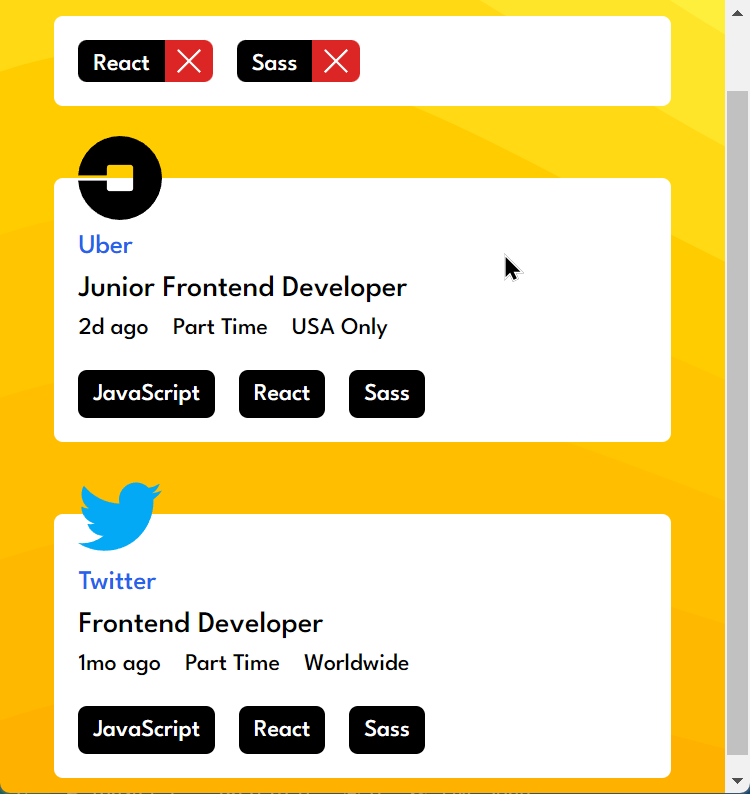 React Sass
Uber
Junior Frontend Developer
2d ago Part Time USA Only
JavaScript React Sass
Twitter
Frontend Developer
1mo ago Part Time Worldwide
JavaScript React Sass